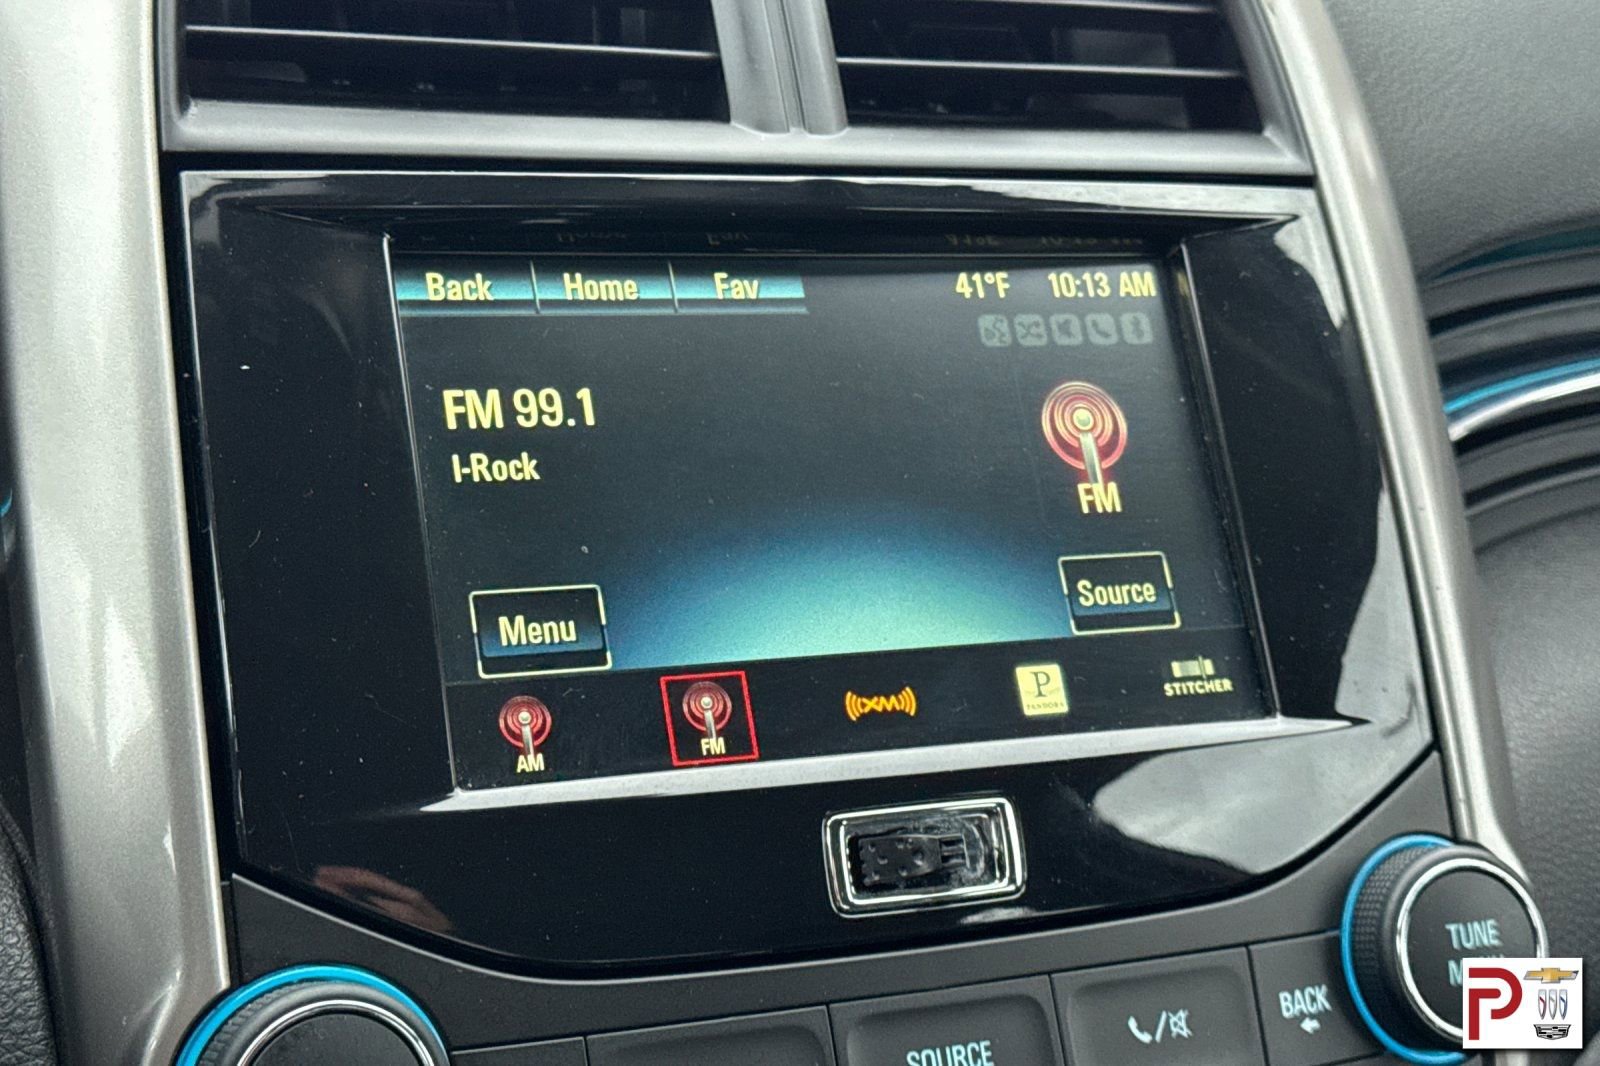 Back Home Fav 41°F 10:13 AM
FM 99.1
I-Rock
FM
Menu
Source
AM
FM
((XM))
P
PANDORA
STITCHER
TUNE
BACK
SOURCE
P